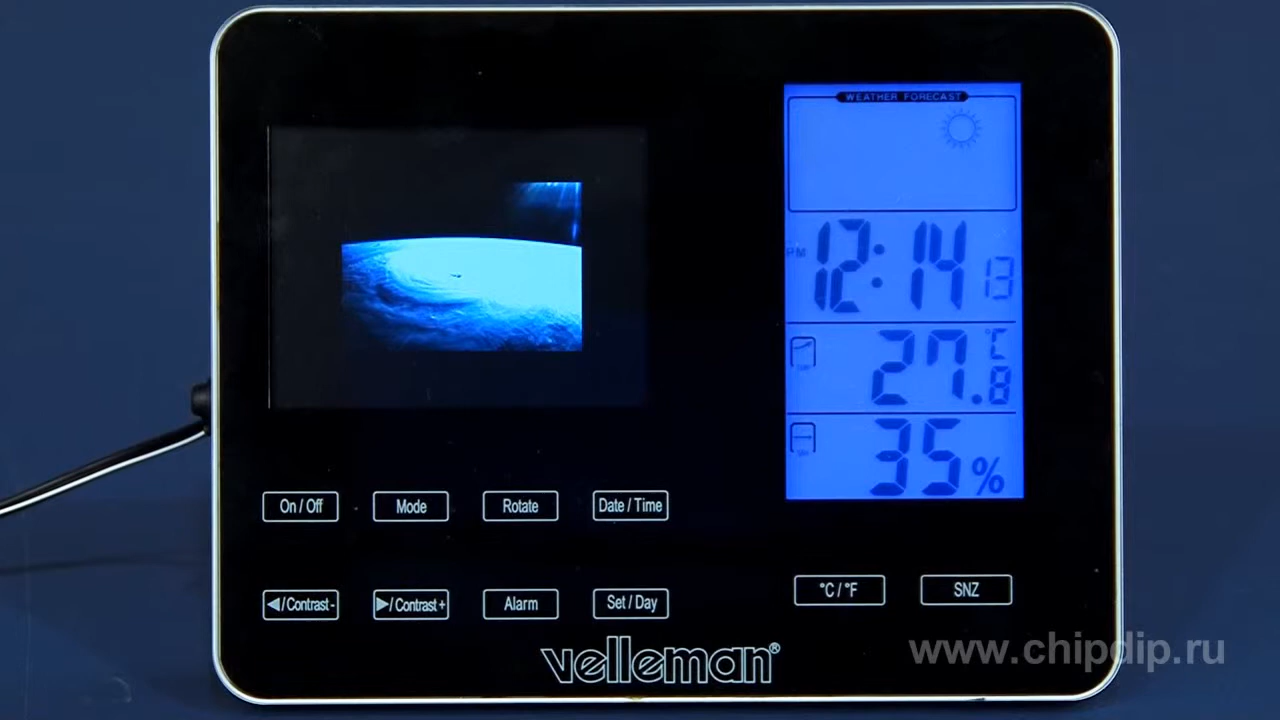 WEATHER FORECAST
PM 12:14 13
27.8 °C
35 %
On / Off Mode Rotate Date / Time
◀/ Contrast - ▶/ Contrast + Alarm Set / Day
°C / °F SNZ
velleman®
www.chipdip.ru